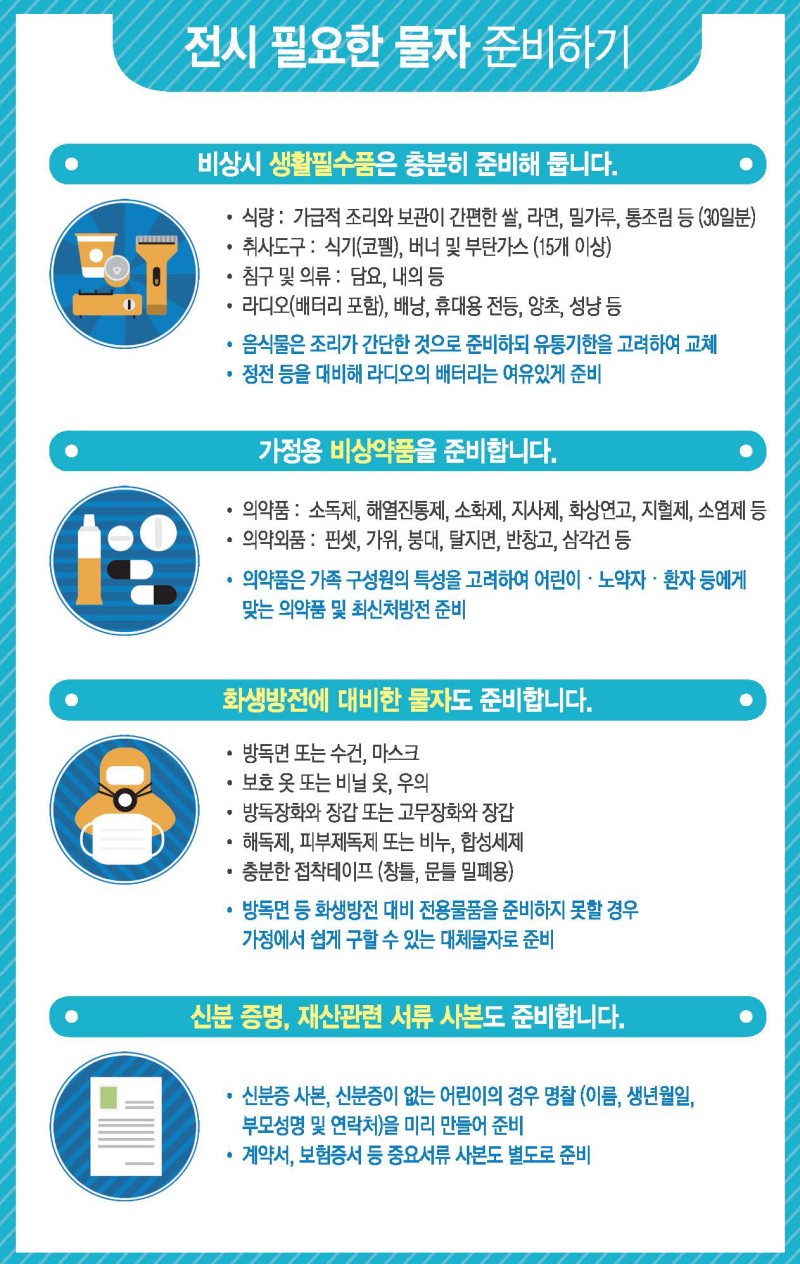 전시 필요한 물자 준비하기
비상시 생활필수품은 충분히 준비해 둡니다.
• 식량 : 가급적 조리와 보관이 간편한 쌀, 라면, 밀가루, 통조림 등 (30일분)
• 취사도구 : 식기(코펠), 버너 및 부탄가스 (15개 이상)
• 침구 및 의류 : 담요, 내의 등
• 라디오(배터리 포함), 배낭, 휴대용 전등, 양초, 성냥 등
• 음식물은 조리가 간단한 것으로 준비하되 유통기한을 고려하여 교체
• 정전 등을 대비해 라디오의 배터리는 여유있게 준비
가정용 비상약품을 준비합니다.
• 의약품 : 소독제, 해열진통제, 소화제, 지사제, 화상연고, 지혈제, 소염제 등
• 의약외품 : 핀셋, 가위, 붕대, 탈지면, 반창고, 삼각건 등
• 의약품은 가족 구성원의 특성을 고려하여 어린이 · 노약자 · 환자 등에게
맞는 의약품 및 최신처방전 준비
화생방전에 대비한 물자도 준비합니다.
• 방독면 또는 수건, 마스크
• 보호 옷 또는 비닐 옷, 우의
• 방독장화와 장갑 또는 고무장화와 장갑
• 해독제, 피부제독제 또는 비누, 합성세제
• 충분한 접착테이프 (창틀, 문틀 밀폐용)
• 방독면 등 화생방전 대비 전용물품을 준비하지 못할 경우
가정에서 쉽게 구할 수 있는 대체물자로 준비
신분 증명, 재산관련 서류 사본도 준비합니다.
• 신분증 사본, 신분증이 없는 어린이의 경우 명찰 (이름, 생년월일,
부모성명 및 연락처)을 미리 만들어 준비
• 계약서, 보험증서 등 중요서류 사본도 별도로 준비